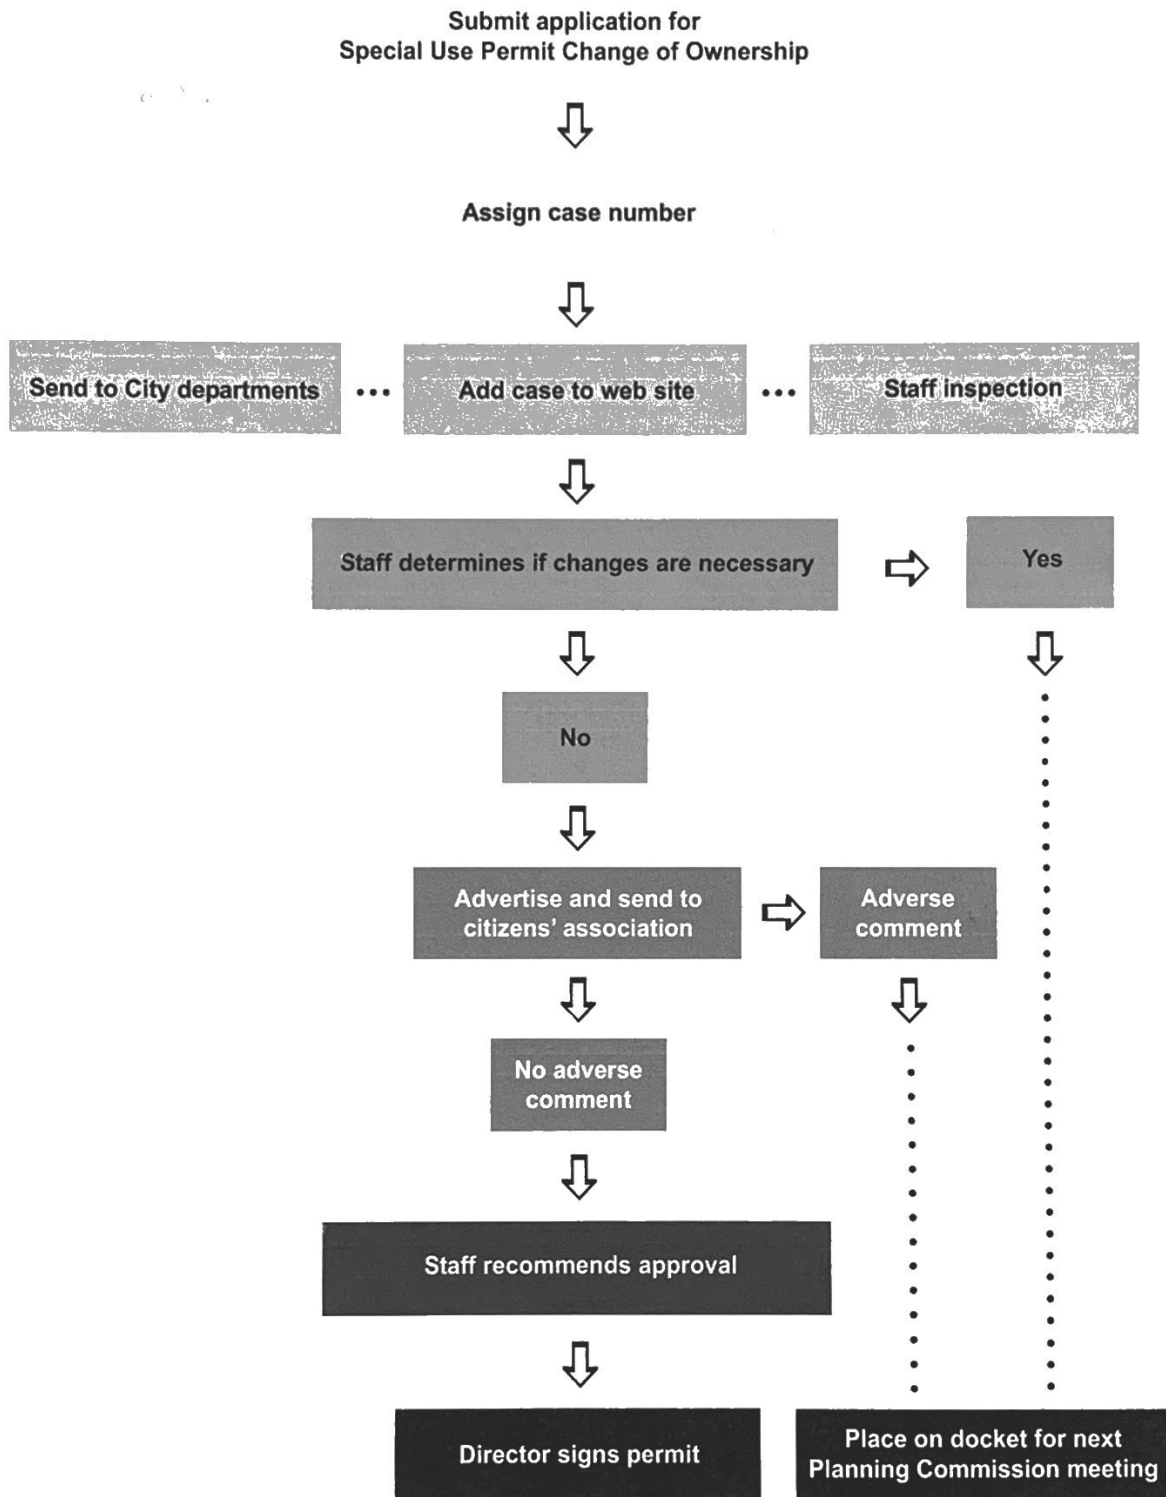 Submit application for
Special Use Permit Change of Ownership
Assign case number
Send to City departments
Add case to web site
Staff inspection
Staff determines if changes are necessary
Yes
No
Advertise and send to
citizens' association
Adverse
comment
No adverse
comment
Staff recommends approval
Director signs permit
Place on docket for next
Planning Commission meeting